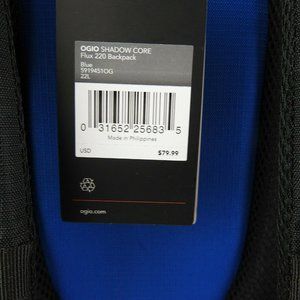 OGIO SHADOW CORE
Flux 220 Backpack
Blue
5919451OG
22L
0 31652 25683 5
Made in Philippines
USD $79.99
ogio.com